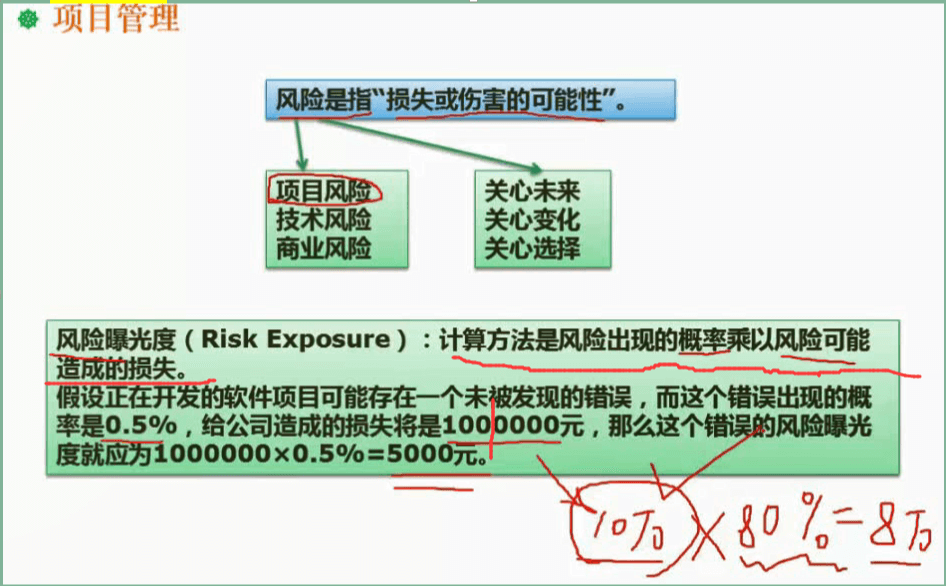 项目管理
风险是指“损失或伤害的可能性”。
项目风险
技术风险
商业风险
关心未来
关心变化
关心选择
风险曝光度（Risk Exposure）：计算方法是风险出现的概率乘以风险可能
造成的损失。
假设正在开发的软件项目可能存在一个未被发现的错误，而这个错误出现的概
率是0.5%，给公司造成的损失将是1000000元，那么这个错误的风险曝光
度就应为1000000×0.5%=5000元。
10万×80%=8万